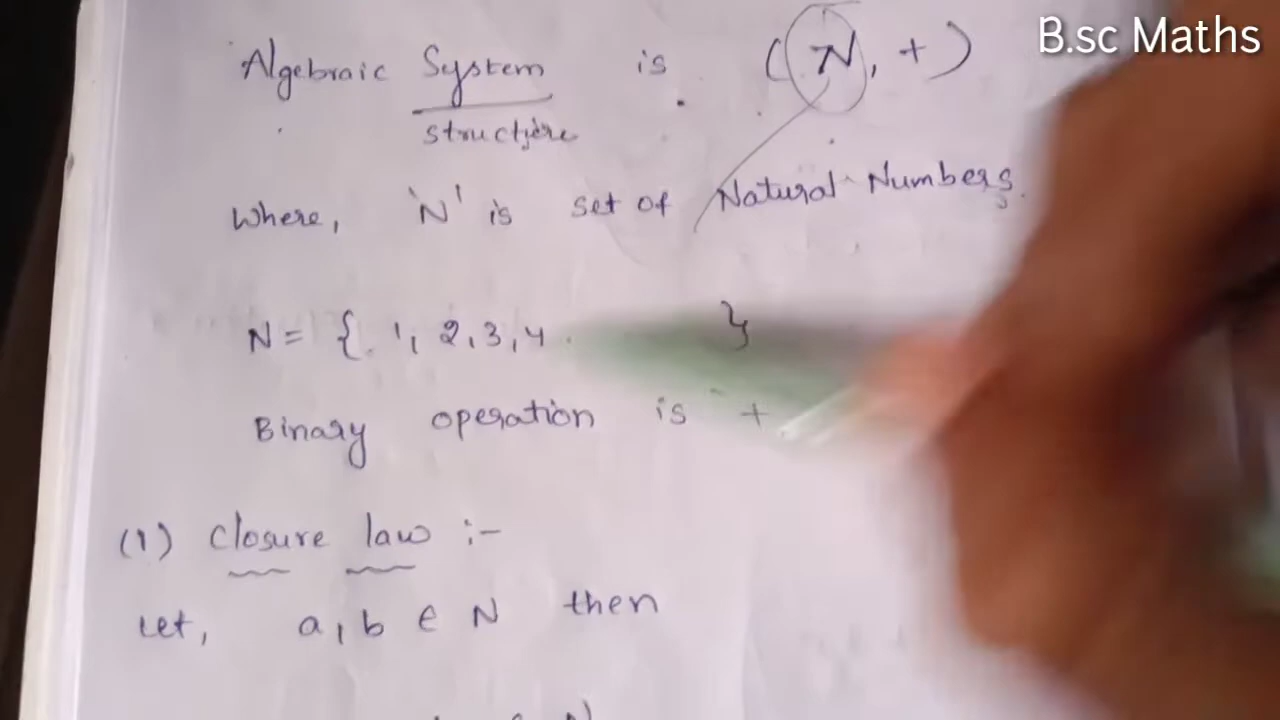 B.sc Maths
Algebraic System is (N, +)
structure
Where, 'N' is set of Natural Numbers.
N = { 1, 2, 3, 4 . }
Binary operation is +
(1) Closure law :-
Let, a, b ∈ N then